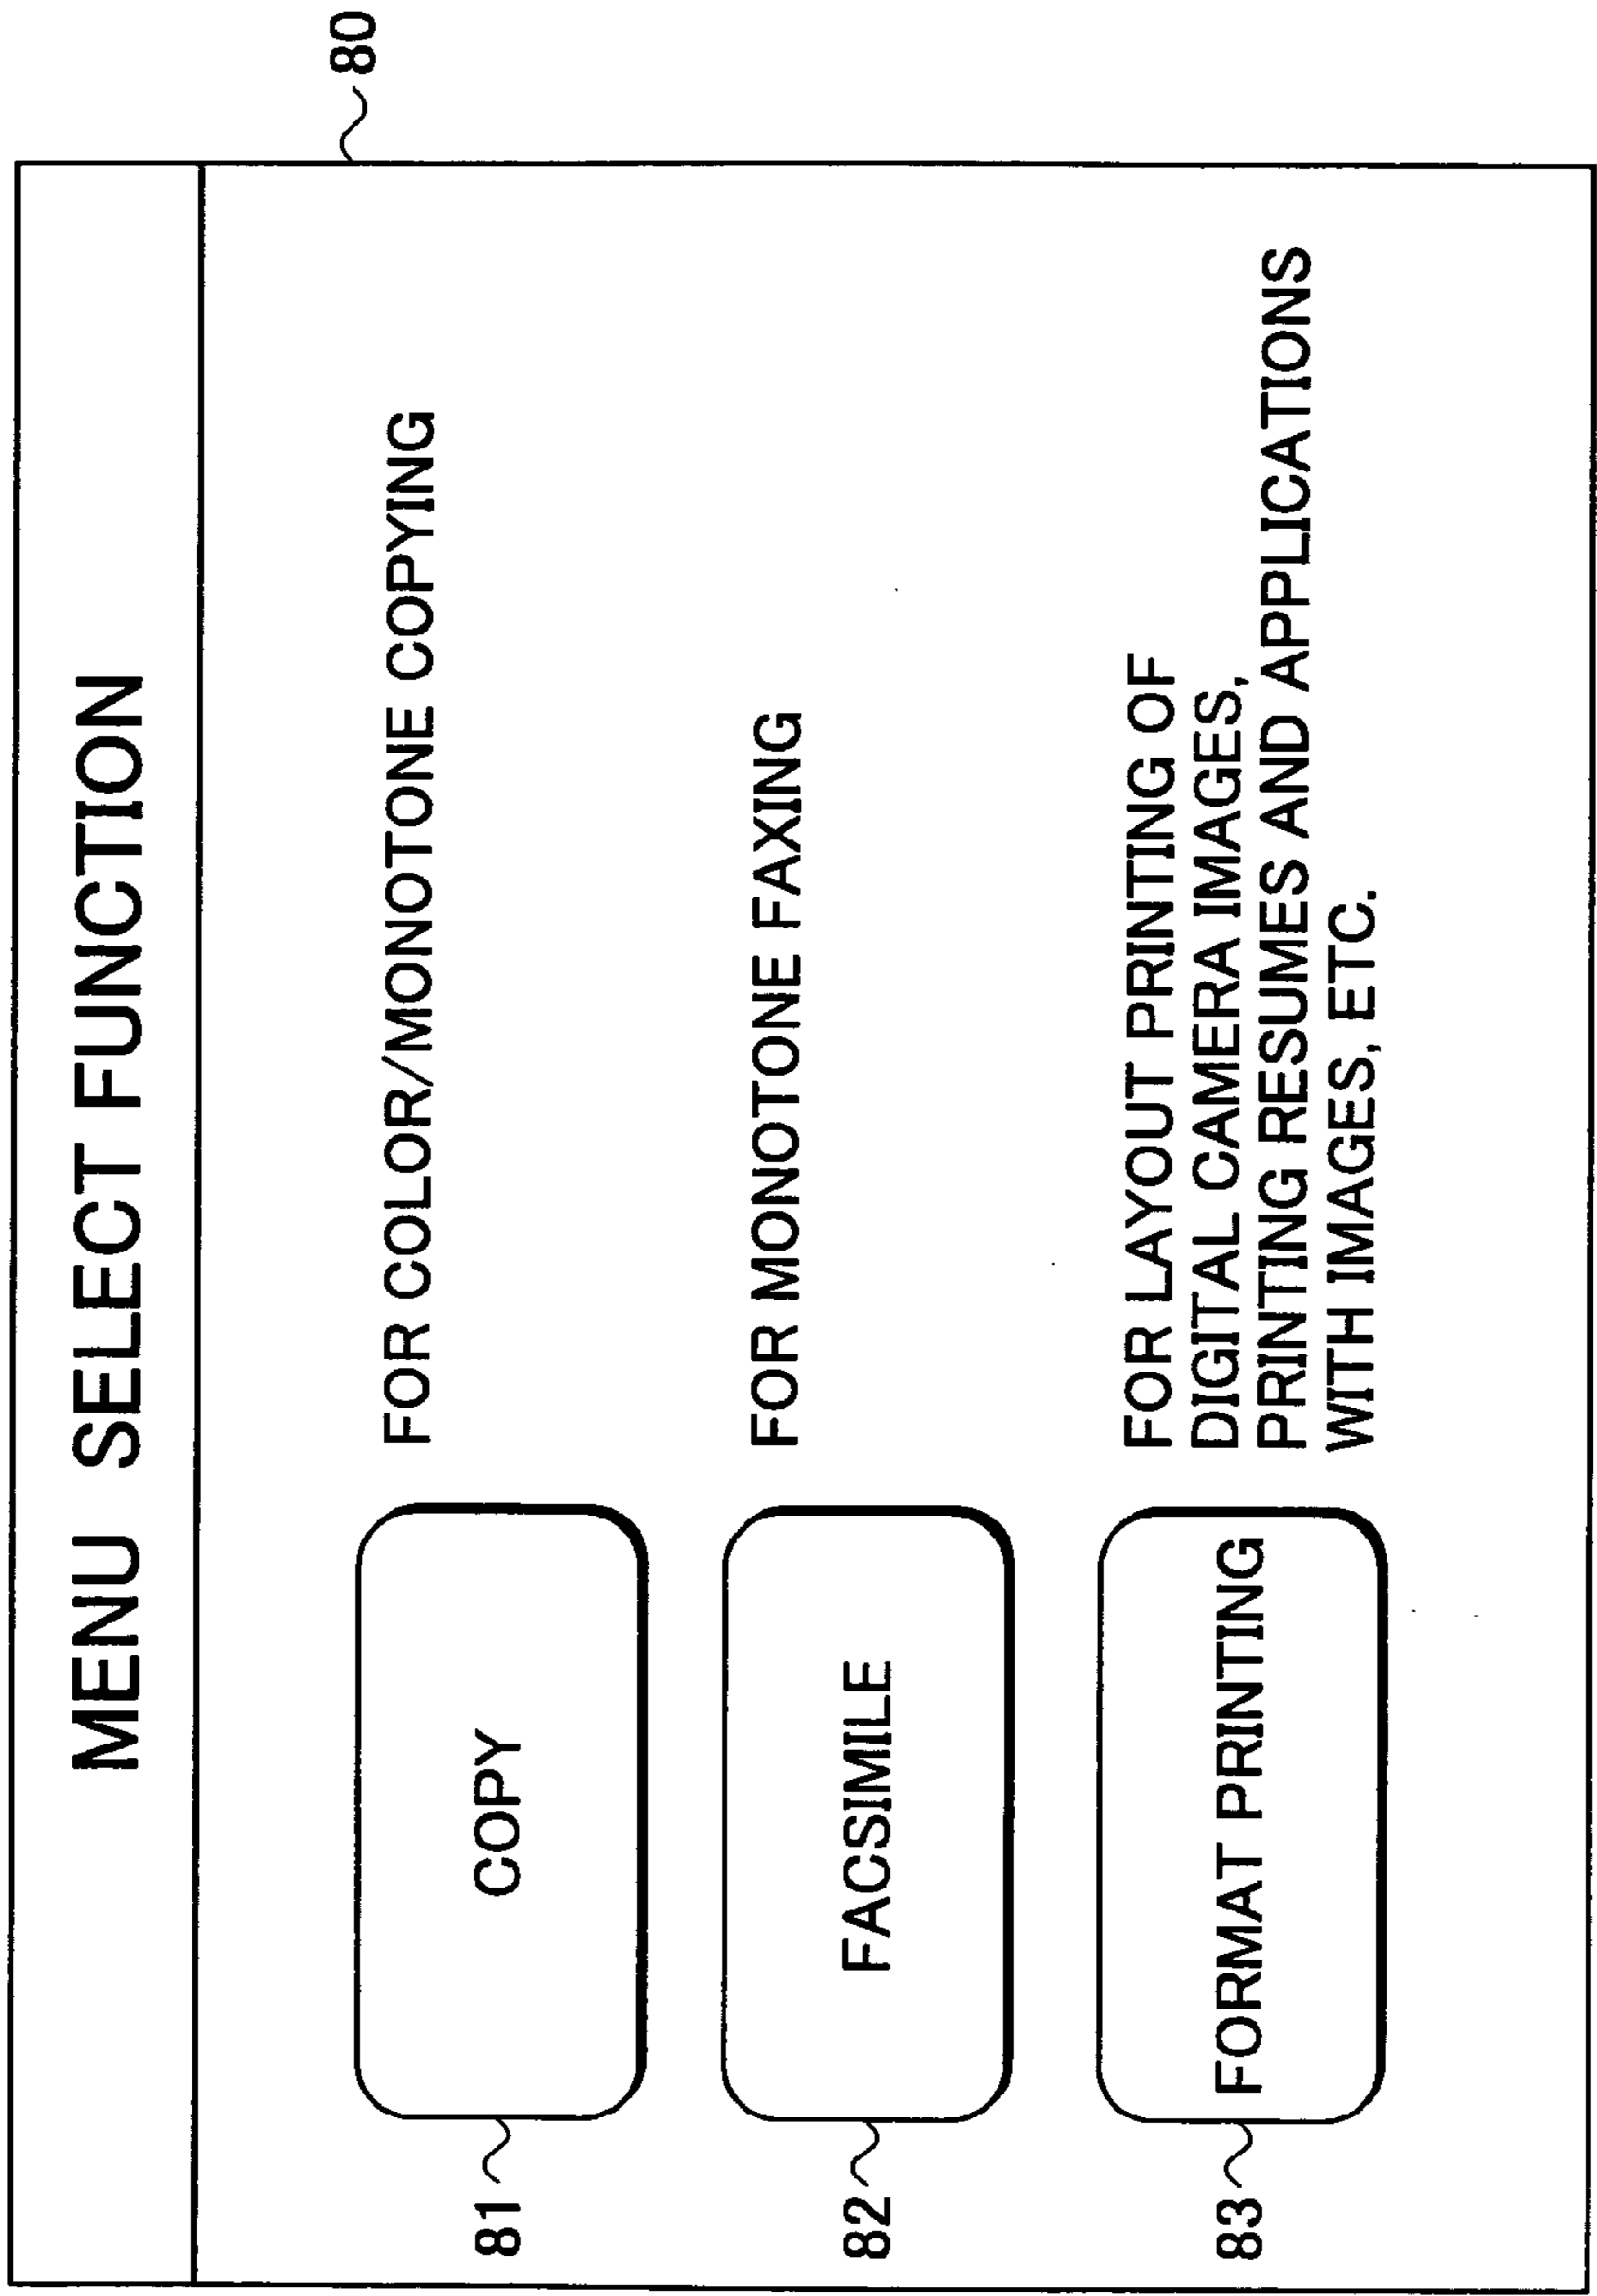 80
MENU SELECT FUNCTION
81
COPY
FOR COLOR/MONOTONE COPYING
82
FACSIMILE
FOR MONOTONE FAXING
83
FORMAT PRINTING
FOR LAYOUT PRINTING OF
DIGITAL CAMERA IMAGES,
PRINTING RESUMES AND APPLICATIONS
WITH IMAGES, ETC.